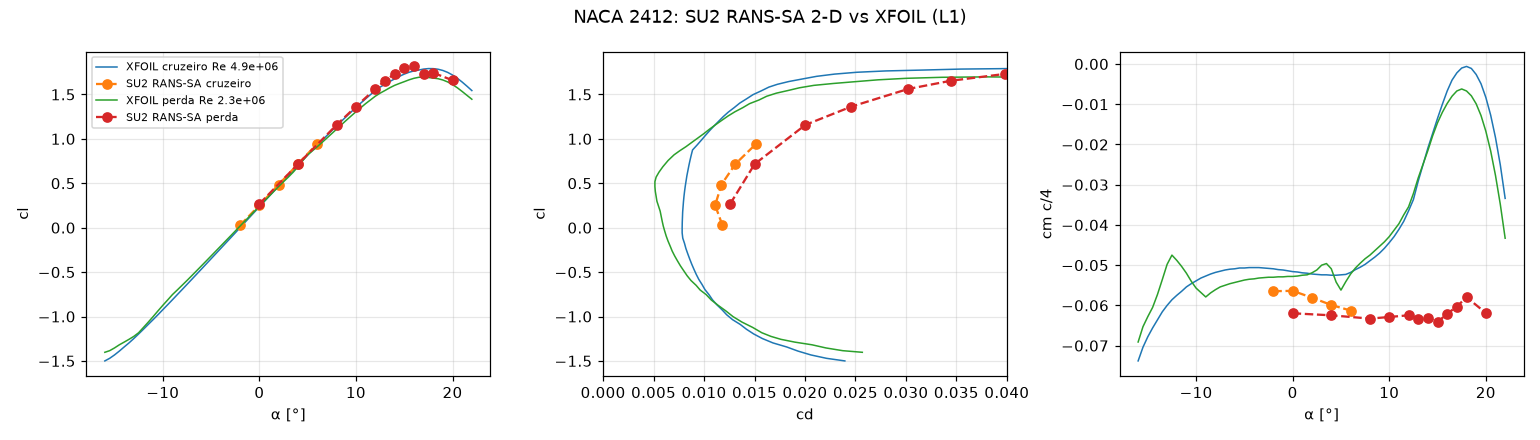 NACA 2412: SU2 RANS-SA 2-D vs XFOIL (L1)
XFOIL cruzeiro Re 4.9e+06
SU2 RANS-SA cruzeiro
XFOIL perda Re 2.3e+06
SU2 RANS-SA perda
cl
1.5
1.0
0.5
0.0
−0.5
−1.0
−1.5
−10 0 10 20
α [°]
cl
1.5
1.0
0.5
0.0
−0.5
−1.0
−1.5
0.000 0.005 0.010 0.015 0.020 0.025 0.030 0.035 0.040
cd
cm c/4
0.00
−0.01
−0.02
−0.03
−0.04
−0.05
−0.06
−0.07
−10 0 10 20
α [°]